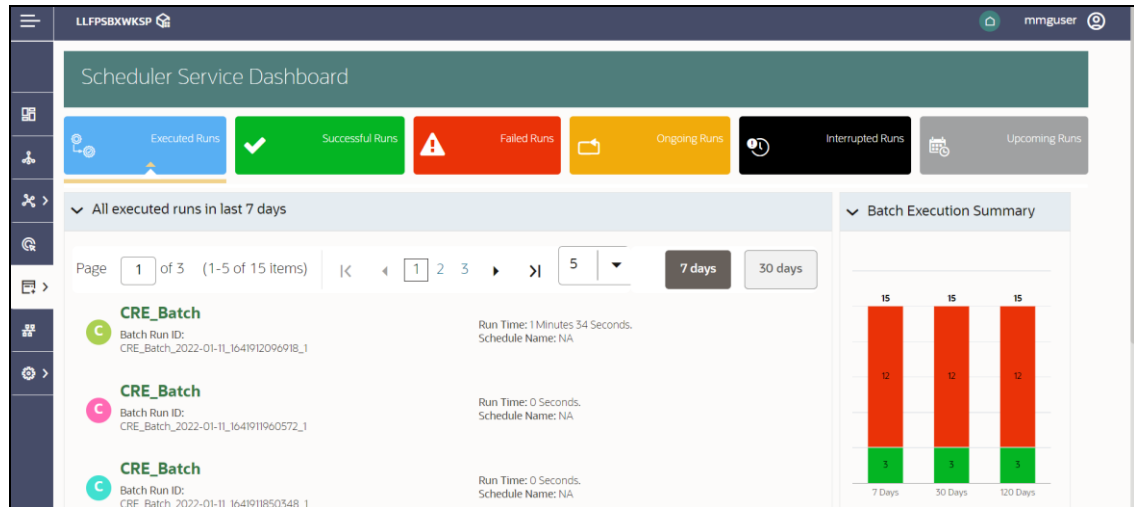 LLFPSBXWKSP
mmguser
Scheduler Service Dashboard
Executed Runs
Successful Runs
Failed Runs
Ongoing Runs
Interrupted Runs
Upcoming Runs
All executed runs in last 7 days
Page 1 of 3 (1-5 of 15 items) 1 2 3 5 7 days 30 days
C
CRE_Batch
Batch Run ID:
CRE_Batch_2022-01-11_1641912096918_1
Run Time: 1 Minutes 34 Seconds.
Schedule Name: NA
C
CRE_Batch
Batch Run ID:
CRE_Batch_2022-01-11_1641911960572_1
Run Time: 0 Seconds.
Schedule Name: NA
C
CRE_Batch
Batch Run ID:
CRE_Batch_2022-01-11_1641911850348_1
Run Time: 0 Seconds.
Schedule Name: NA
Batch Execution Summary
15 15 15
12 12 12
3 3 3
7 Days 30 Days 120 Days